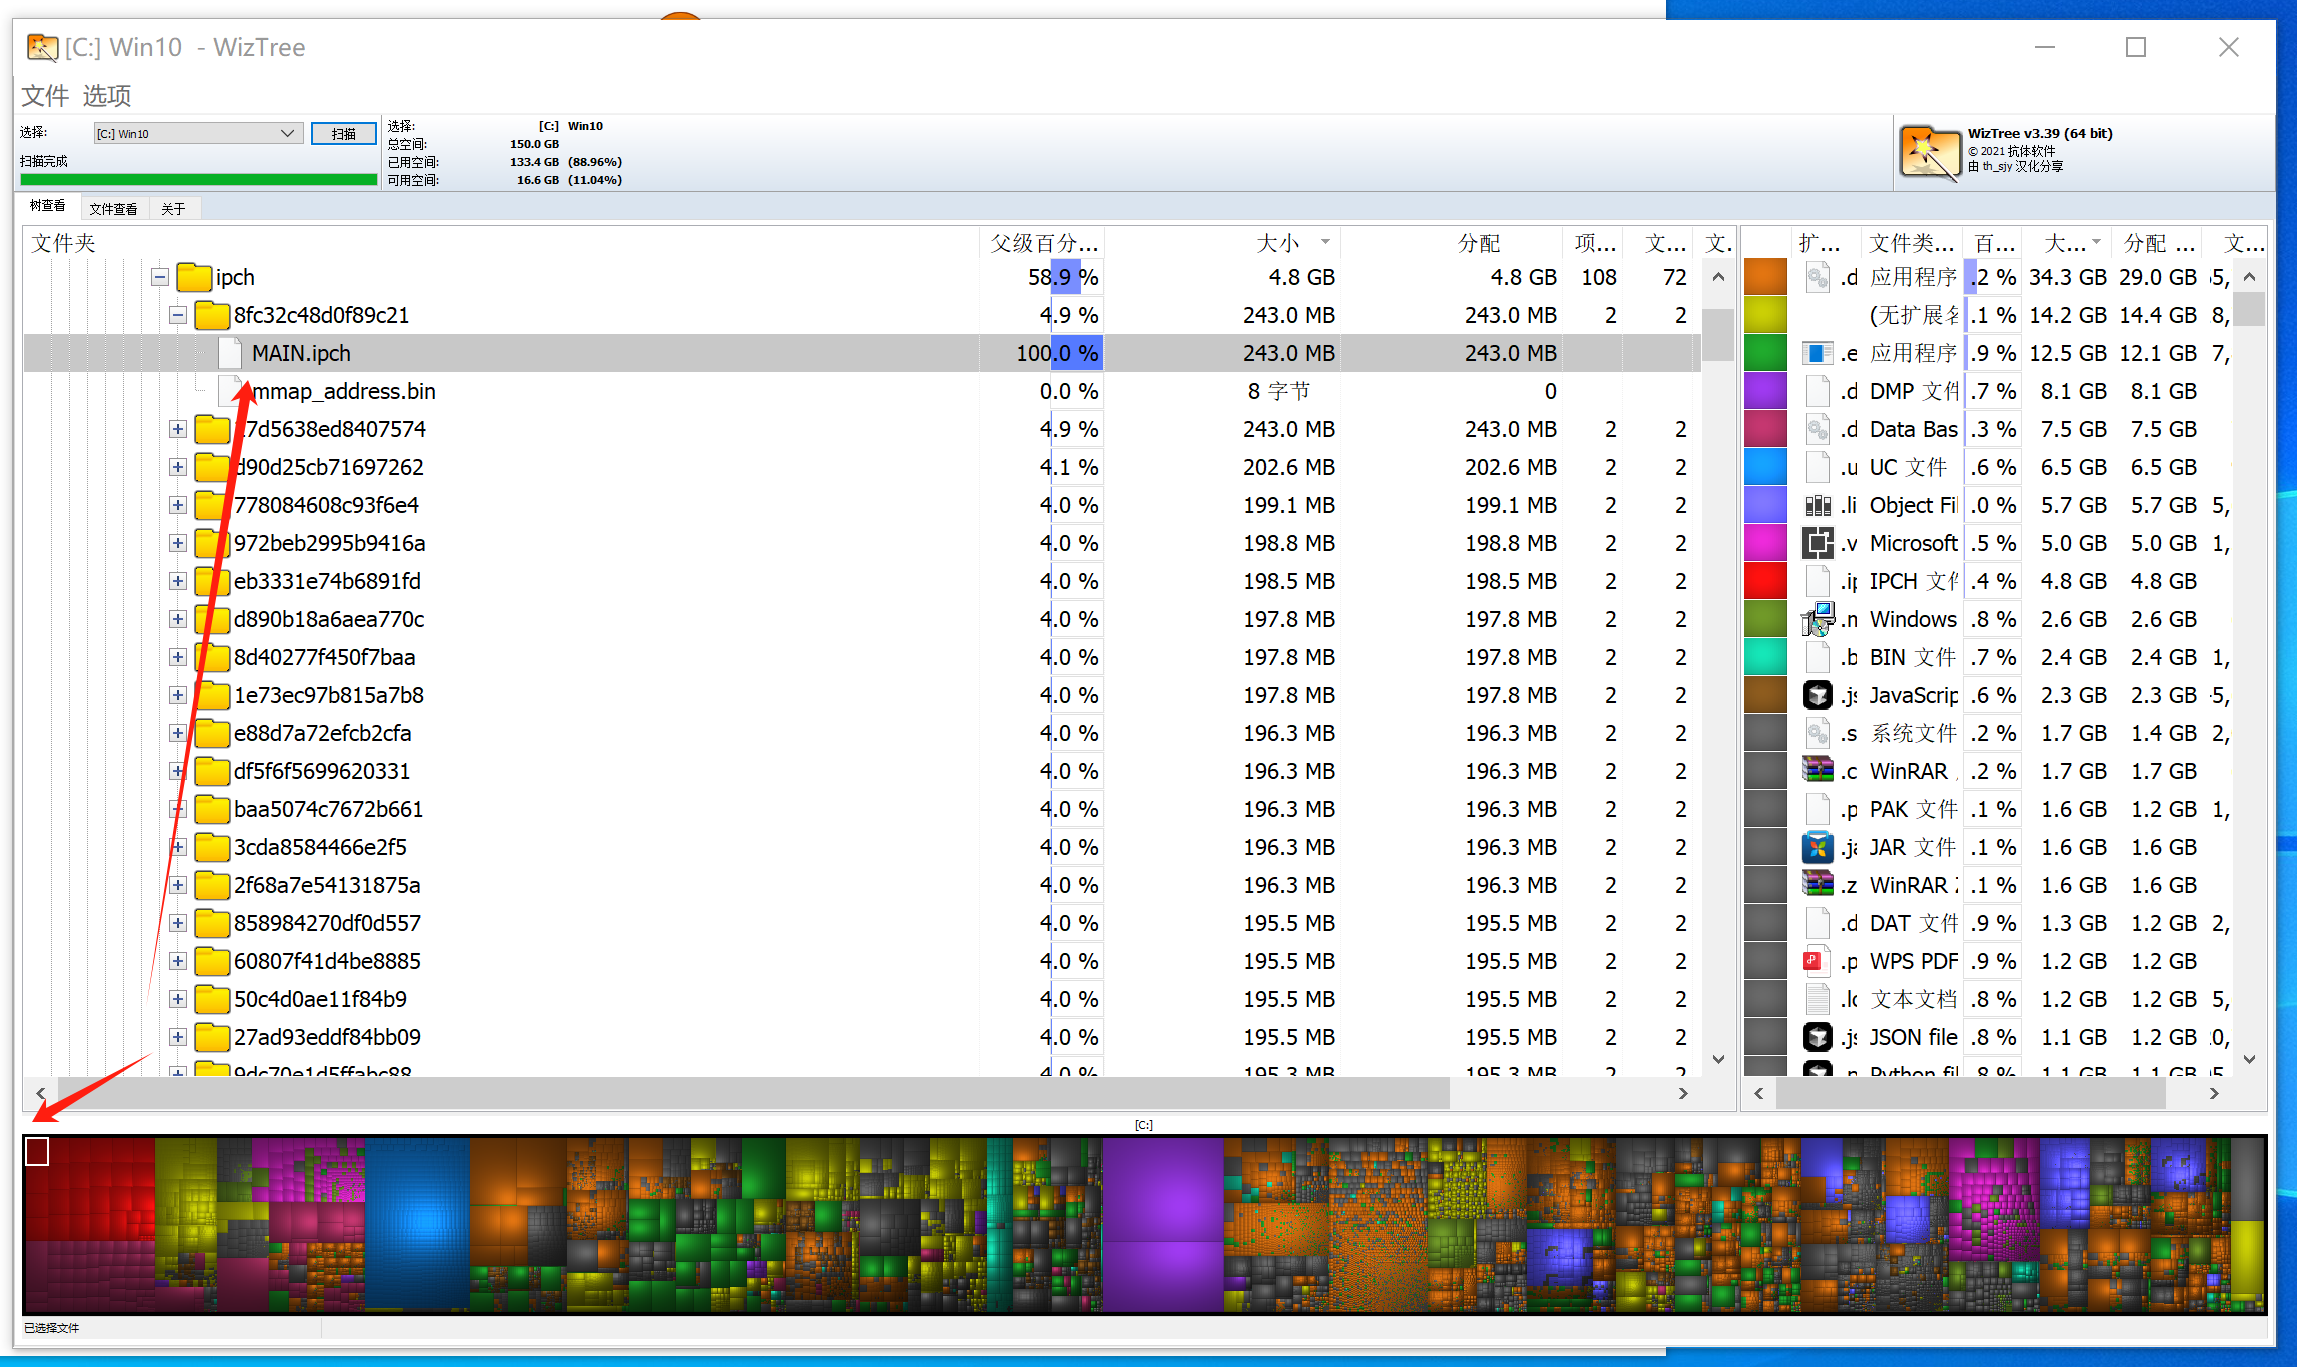 [C:] Win10  - WizTree
文件 选项
选择: [C:] Win10 扫描
扫描完成
选择: [C:] Win10
总空间: 150.0 GB
已用空间: 133.4 GB (88.96%)
可用空间: 16.6 GB (11.04%)
WizTree v3.39 (64 bit)
© 2021 抗体软件
由 th_sjy 汉化分享
树查看 文件查看 关于
文件夹 父级百分... 大小 分配 项... 文... 文.
ipch 58.9 % 4.8 GB 4.8 GB 108 72
8fc32c48d0f89c21 4.9 % 243.0 MB 243.0 MB 2 2
MAIN.ipch 100.0 % 243.0 MB 243.0 MB
mmap_address.bin 0.0 % 8 字节 0
27d5638ed8407574 4.9 % 243.0 MB 243.0 MB 2 2
d90d25cb71697262 4.1 % 202.6 MB 202.6 MB 2 2
778084608c93f6e4 4.0 % 199.1 MB 199.1 MB 2 2
972beb2995b9416a 4.0 % 198.8 MB 198.8 MB 2 2
eb3331e74b6891fd 4.0 % 198.5 MB 198.5 MB 2 2
d890b18a6aea770c 4.0 % 197.8 MB 197.8 MB 2 2
8d40277f450f7baa 4.0 % 197.8 MB 197.8 MB 2 2
1e73ec97b815a7b8 4.0 % 197.8 MB 197.8 MB 2 2
e88d7a72efcb2cfa 4.0 % 196.3 MB 196.3 MB 2 2
df5f6f5699620331 4.0 % 196.3 MB 196.3 MB 2 2
baa5074c7672b661 4.0 % 196.3 MB 196.3 MB 2 2
3cda8584466e2f5 4.0 % 196.3 MB 196.3 MB 2 2
2f68a7e54131875a 4.0 % 196.3 MB 196.3 MB 2 2
858984270df0d557 4.0 % 195.5 MB 195.5 MB 2 2
60807f41d4be8885 4.0 % 195.5 MB 195.5 MB 2 2
50c4d0ae11f84b9 4.0 % 195.5 MB 195.5 MB 2 2
27ad93eddf84bb09 4.0 % 195.5 MB 195.5 MB 2 2
9dc70e1d5ffabc88 4.0 % 195.3 MB 195.3 MB 2 2
扩... 文件类... 百... 大... 分配 ... 文...
.d 应用程序 .2 % 34.3 GB 29.0 GB 5,
(无扩展名 .1 % 14.2 GB 14.4 GB 8,
.e 应用程序 .9 % 12.5 GB 12.1 GB 7,
.d DMP 文件 .7 % 8.1 GB 8.1 GB
.d Data Bas .3 % 7.5 GB 7.5 GB
.u UC 文件 .6 % 6.5 GB 6.5 GB
.li Object Fi .0 % 5.7 GB 5.7 GB 5,
.v Microsoft .5 % 5.0 GB 5.0 GB 1,
.ip IPCH 文件 .4 % 4.8 GB 4.8 GB
.m Windows .8 % 2.6 GB 2.6 GB
.b BIN 文件 .7 % 2.4 GB 2.4 GB 1,
.js JavaScrip .6 % 2.3 GB 2.3 GB 5,
.s 系统文件 .2 % 1.7 GB 1.4 GB 2,
.c WinRAR .2 % 1.7 GB 1.7 GB
.p PAK 文件 .1 % 1.6 GB 1.2 GB 1,
.ja JAR 文件 .1 % 1.6 GB 1.6 GB
.z WinRAR Z .1 % 1.6 GB 1.6 GB
.d DAT 文件 .9 % 1.3 GB 1.2 GB 2,
.p WPS PDF .9 % 1.2 GB 1.2 GB
.lo 文本文档 .8 % 1.2 GB 1.2 GB 5,
.js JSON file .8 % 1.1 GB 1.2 GB 0,
.p Python fil .8 % 1.1 GB 1.1 GB 5,
[C:]
已选择文件